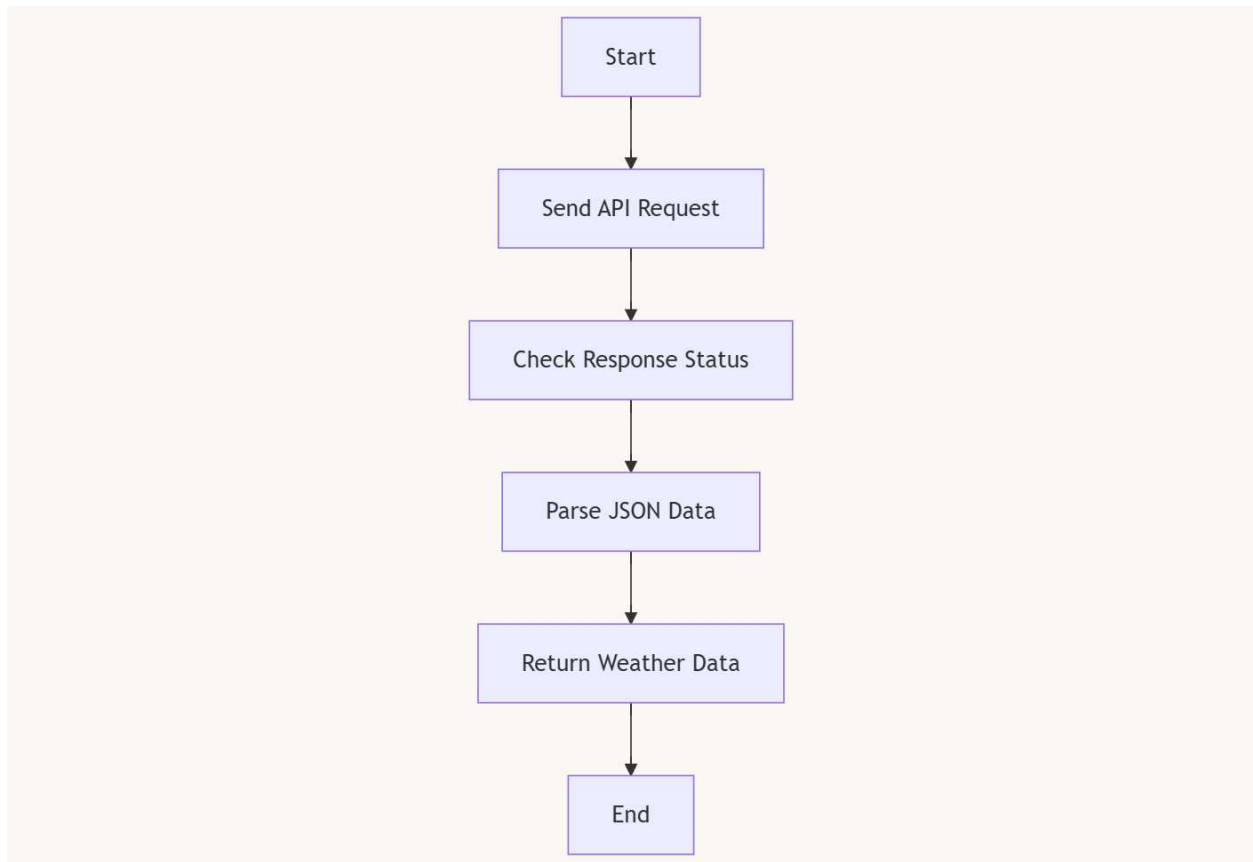 Start
Send API Request
Check Response Status
Parse JSON Data
Return Weather Data
End